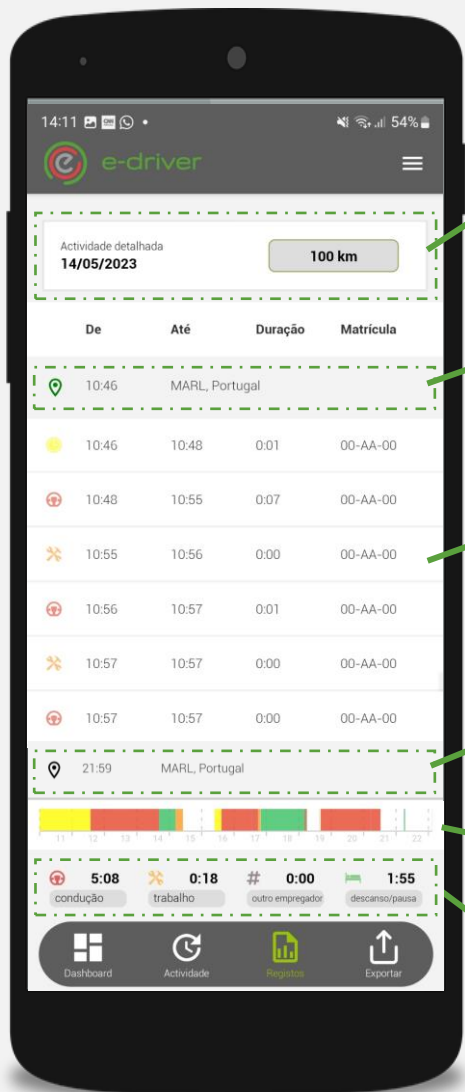 14:11 54%
e-driver
Actividade detalhada
14/05/2023
100 km
De Até Duração Matrícula
10:46 MARL, Portugal
10:46 10:48 0:01 00-AA-00
10:48 10:55 0:07 00-AA-00
10:55 10:56 0:00 00-AA-00
10:56 10:57 0:01 00-AA-00
10:57 10:57 0:00 00-AA-00
10:57 10:57 0:00 00-AA-00
21:59 MARL, Portugal
11 12 13 14 15 16 17 18 19 20 21 22
5:08 0:18 # 0:00 1:55
condução trabalho outro empregador descanso/pausa
Dashboard Actividade Registos Exportar